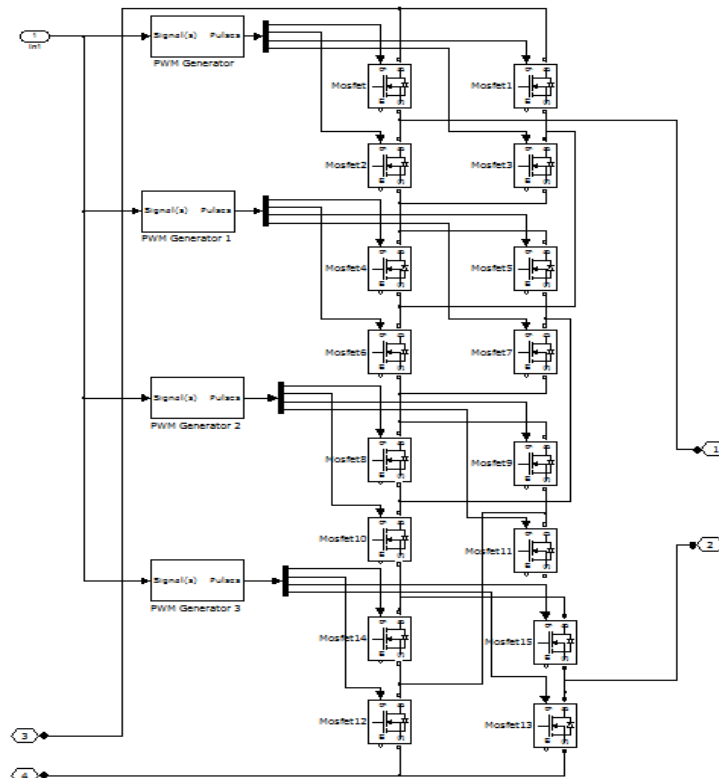 1
In1
Signal(s) Pulses
PWM Generator
Mosfet
Mosfet1
Mosfet2
Mosfet3
Signal(s) Pulses
PWM Generator 1
Mosfet4
Mosfet5
Mosfet6
Mosfet7
Signal(s) Pulses
PWM Generator 2
Mosfet8
Mosfet9
1
Mosfet10
Mosfet11
2
Signal(s) Pulses
PWM Generator 3
Mosfet14
Mosfet15
Mosfet12
Mosfet13
3
4